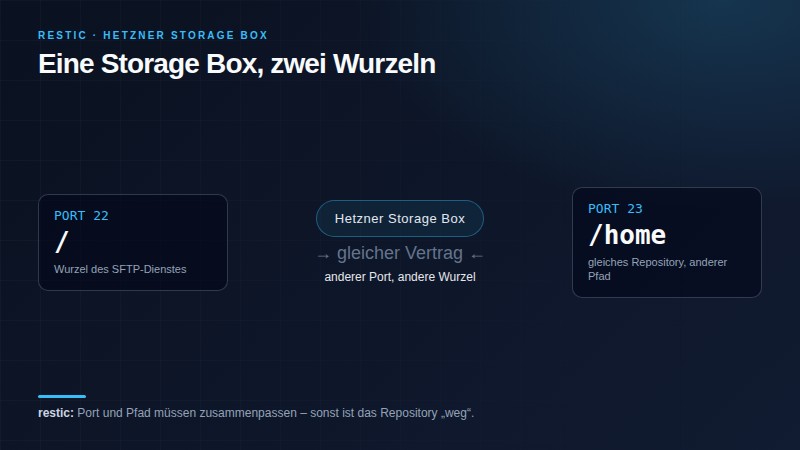 RESTIC · HETZNER STORAGE BOX
Eine Storage Box, zwei Wurzeln
PORT 22
/
Wurzel des SFTP-Dienstes
Hetzner Storage Box
→ gleicher Vertrag ←
anderer Port, andere Wurzel
PORT 23
/home
gleiches Repository, anderer
Pfad
restic: Port und Pfad müssen zusammenpassen – sonst ist das Repository „weg“.